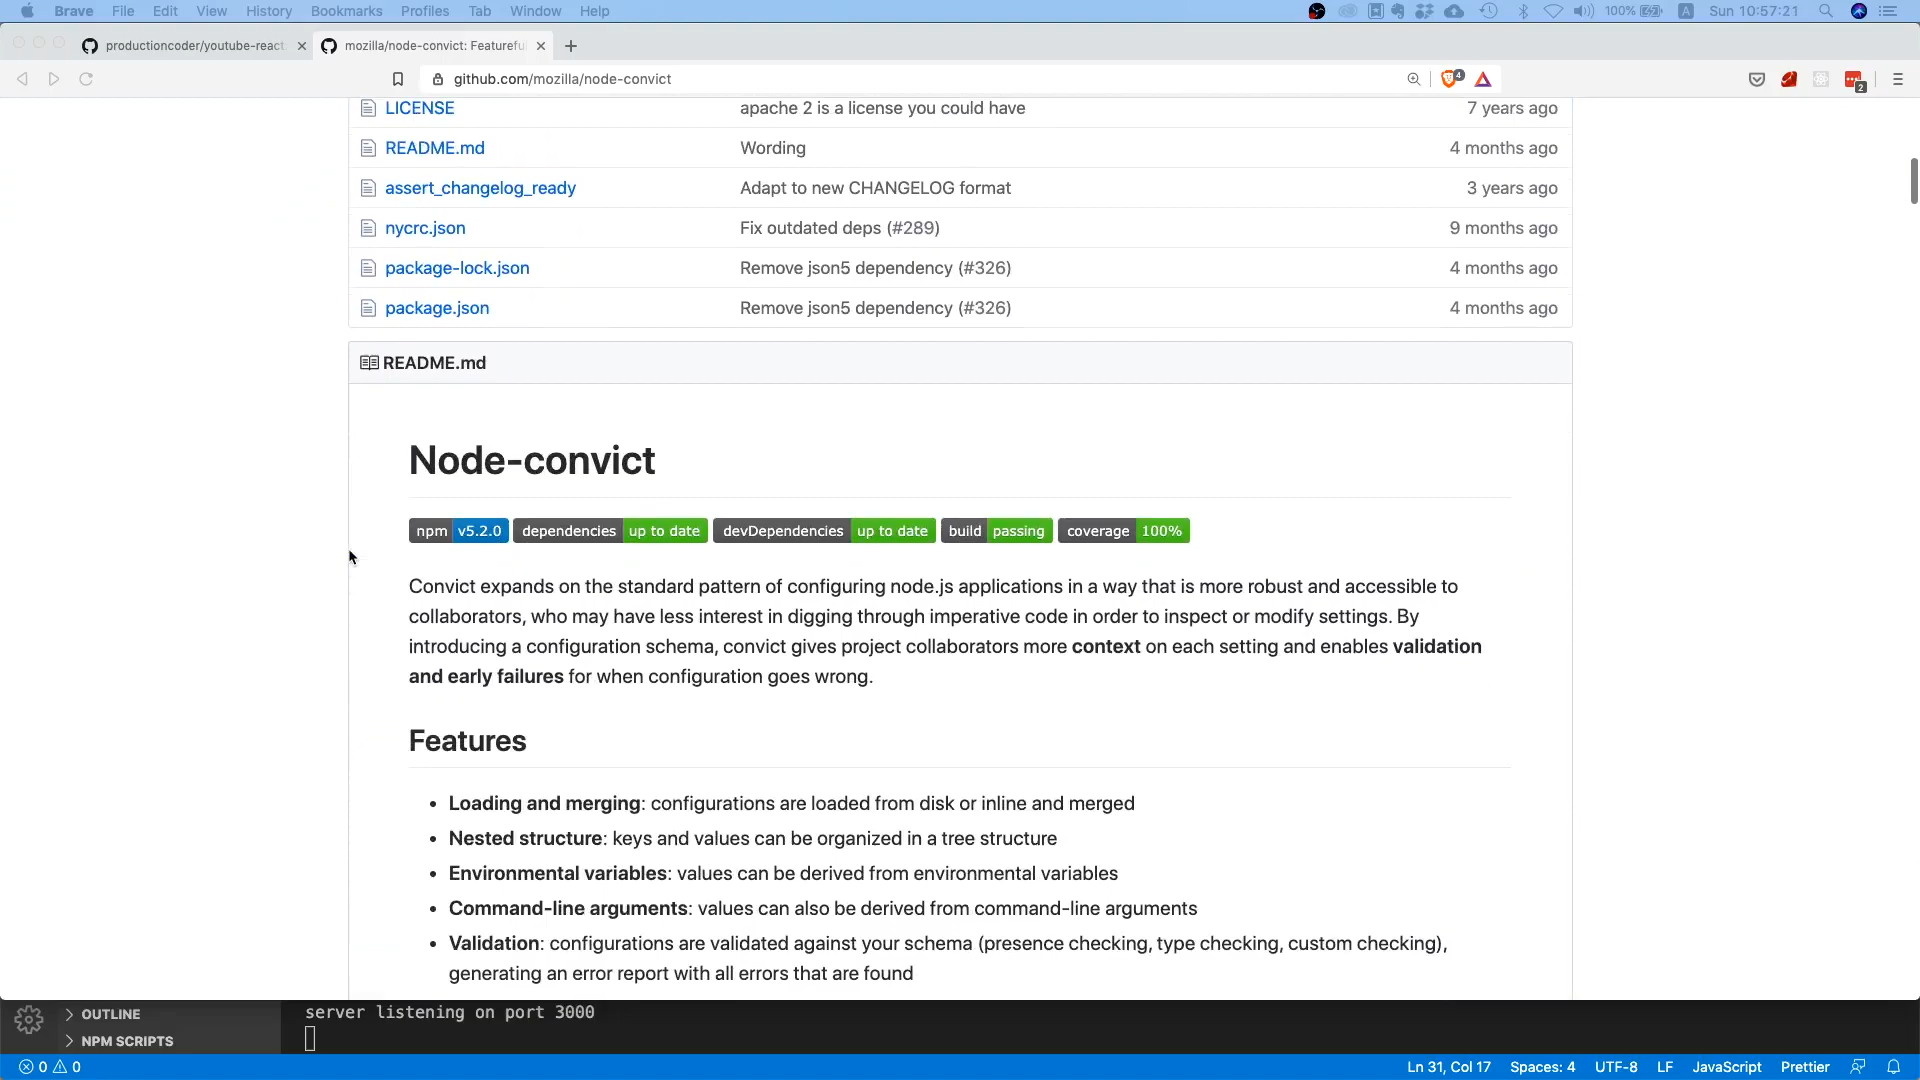 Brave File Edit View History Bookmarks Profiles Tab Window Help 100% A Sun 10:57:21
productioncoder/youtube-react mozilla/node-convict: Featureful
github.com/mozilla/node-convict 4 2
LICENSE apache 2 is a license you could have 7 years ago
README.md Wording 4 months ago
assert_changelog_ready Adapt to new CHANGELOG format 3 years ago
nycrc.json Fix outdated deps (#289) 9 months ago
package-lock.json Remove json5 dependency (#326) 4 months ago
package.json Remove json5 dependency (#326) 4 months ago
README.md
Node-convict
npm v5.2.0 dependencies up to date devDependencies up to date build passing coverage 100%
Convict expands on the standard pattern of configuring node.js applications in a way that is more robust and accessible to
collaborators, who may have less interest in digging through imperative code in order to inspect or modify settings. By
introducing a configuration schema, convict gives project collaborators more context on each setting and enables validation
and early failures for when configuration goes wrong.
Features
• Loading and merging: configurations are loaded from disk or inline and merged
• Nested structure: keys and values can be organized in a tree structure
• Environmental variables: values can be derived from environmental variables
• Command-line arguments: values can also be derived from command-line arguments
• Validation: configurations are validated against your schema (presence checking, type checking, custom checking),
generating an error report with all errors that are found
OUTLINE server listening on port 3000
NPM SCRIPTS
0 0 Ln 31, Col 17 Spaces: 4 UTF-8 LF JavaScript Prettier